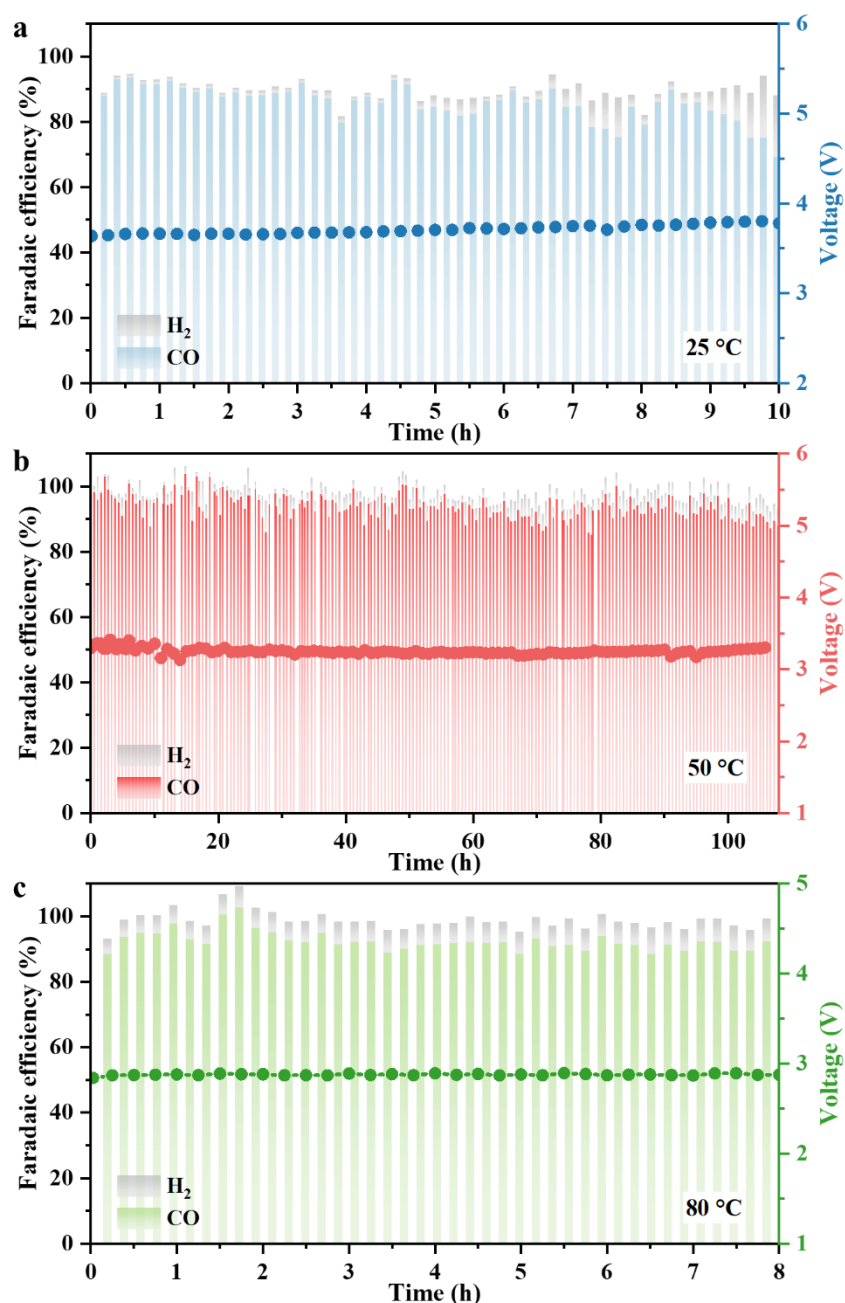 a
Faradaic efficiency (%)
100
80
60
40
20
0
H₂
CO
25 °C
6
5
4
3
2
Voltage (V)
0 1 2 3 4 5 6 7 8 9 10
Time (h)
b
Faradaic efficiency (%)
100
80
60
40
20
0
H₂
CO
50 °C
6
5
4
3
2
1
Voltage (V)
0 20 40 60 80 100
Time (h)
c
Faradaic efficiency (%)
100
80
60
40
20
0
H₂
CO
80 °C
5
4
3
2
1
Voltage (V)
0 1 2 3 4 5 6 7 8
Time (h)